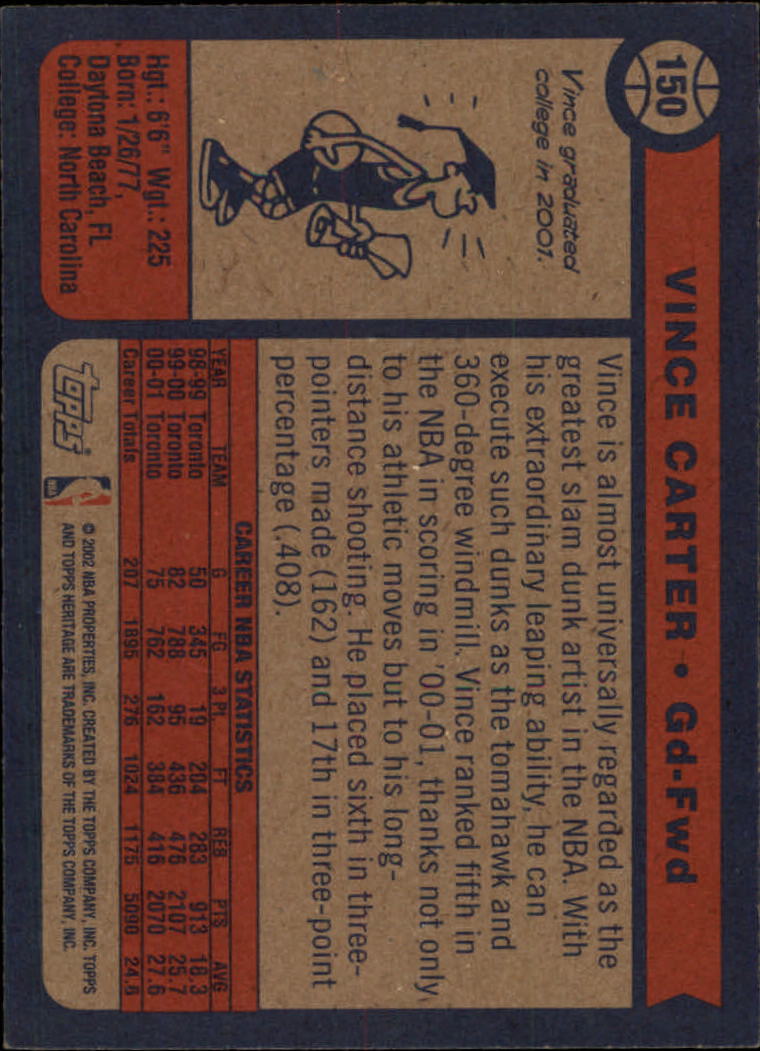 150
VINCE CARTER • Gd-Fwd
Vince graduated
college in 2001.
Hgt.: 6'6" Wgt.: 225
Born: 1/26/77,
Daytona Beach, FL
College: North Carolina
Vince is almost universally regarded as the
greatest slam dunk artist in the NBA. With
his extraordinary leaping ability, he can
execute such dunks as the tomahawk and
360-degree windmill. Vince ranked fifth in
the NBA in scoring in '00-01, thanks not only
to his athletic moves but to his long-
distance shooting. He placed sixth in three-
pointers made (162) and 17th in three-point
percentage (.408).
CAREER NBA STATISTICS
YEAR TEAM G FG 3 Pt. FT REB PTS AVG
98-99 Toronto 50 345 19 204 283 913 18.3
99-00 Toronto 82 788 95 436 476 2107 25.7
00-01 Toronto 75 762 162 384 416 2070 27.6
Career Totals 207 1895 276 1024 1175 5090 24.6
topps® NBA
© 2002 NBA PROPERTIES, INC. CREATED BY THE TOPPS COMPANY, INC. TOPPS
AND TOPPS HERITAGE ARE TRADEMARKS OF THE TOPPS COMPANY, INC.